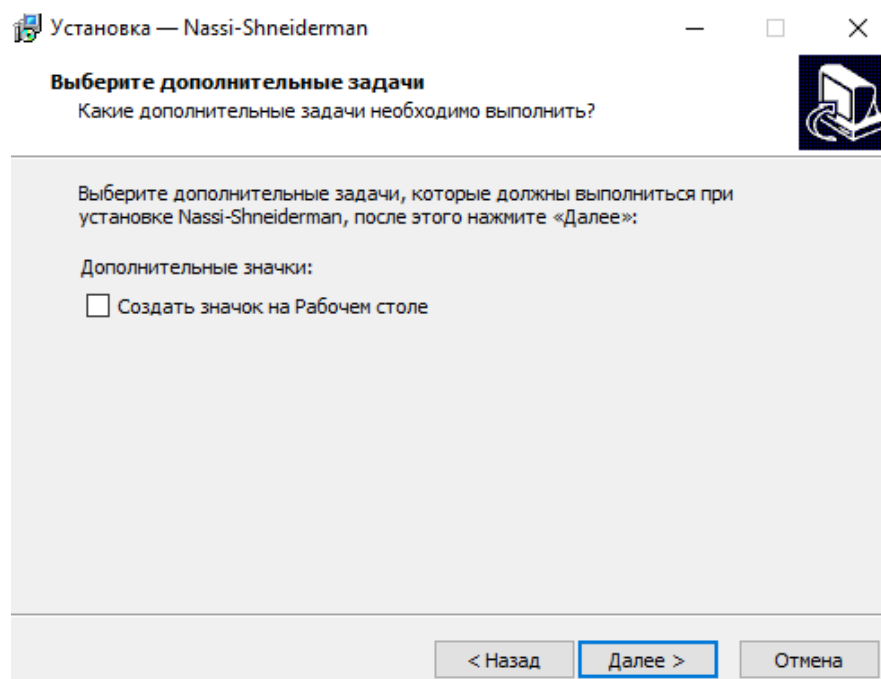 Установка — Nassi-Shneiderman
Выберите дополнительные задачи
Какие дополнительные задачи необходимо выполнить?
Выберите дополнительные задачи, которые должны выполниться при
установке Nassi-Shneiderman, после этого нажмите «Далее»:
Дополнительные значки:
Создать значок на Рабочем столе
< Назад
Далее >
Отмена